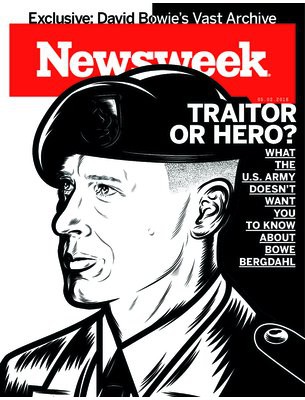 Exclusive: David Bowie's Vast Archive
Newsweek
TRAITOR
OR HERO?
WHAT
THE
U.S. ARMY
DOESN'T
WANT
YOU
TO KNOW
ABOUT
BOWE
BERGDAHL